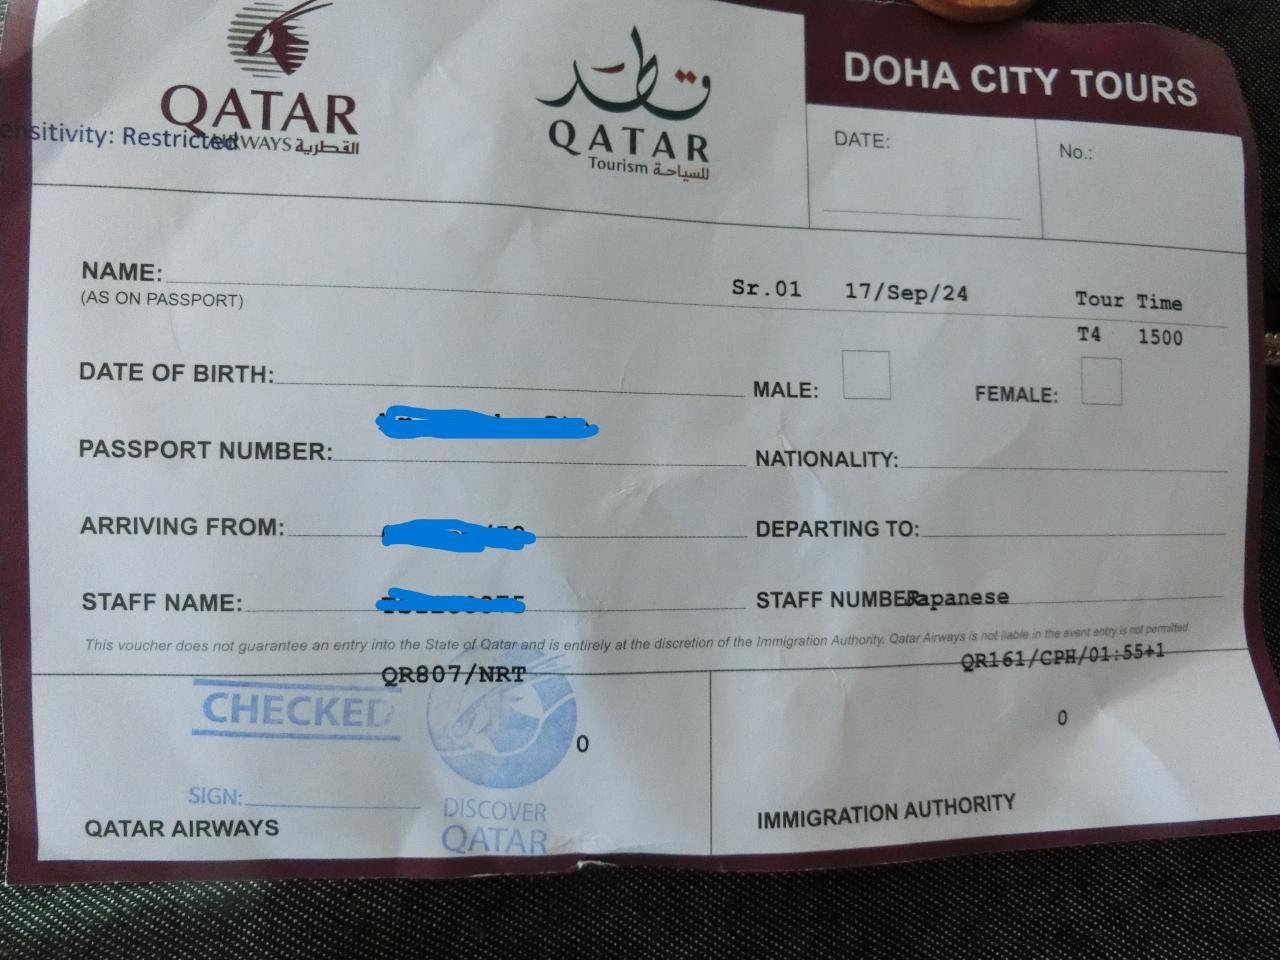 QATAR
AIRWAYS القطرية
Sensitivity: Restricted
قطر
QATAR
Tourism للسياحة
DOHA CITY TOURS
DATE:
No.:
NAME:
(AS ON PASSPORT)
Sr.01 17/Sep/24 Tour Time
T4 1500
DATE OF BIRTH:
MALE:
FEMALE:
PASSPORT NUMBER:
NATIONALITY:
ARRIVING FROM:
DEPARTING TO:
STAFF NAME:
STAFF NUMBER:
Japanese
This voucher does not guarantee an entry into the State of Qatar and is entirely at the discretion of the Immigration Authority. Qatar Airways is not liable in the event entry is not permitted.
QR807/NRT
QR161/CPH/01:55+1
CHECKED
0
0
SIGN:
DISCOVER
QATAR
QATAR AIRWAYS
IMMIGRATION AUTHORITY